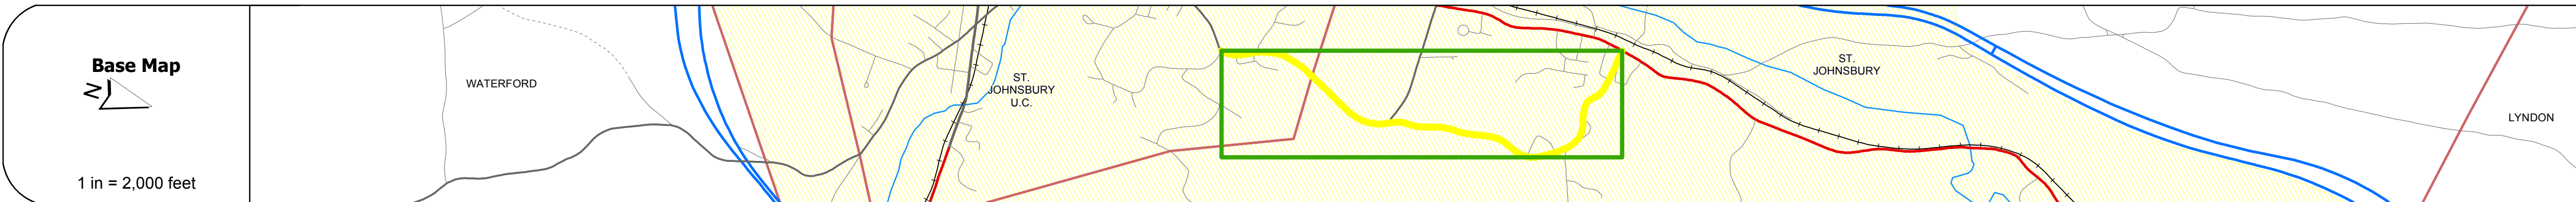 Base Map
N
1 in = 2,000 feet
WATERFORD
ST.
JOHNSBURY
U.C.
ST.
JOHNSBURY
LYNDON